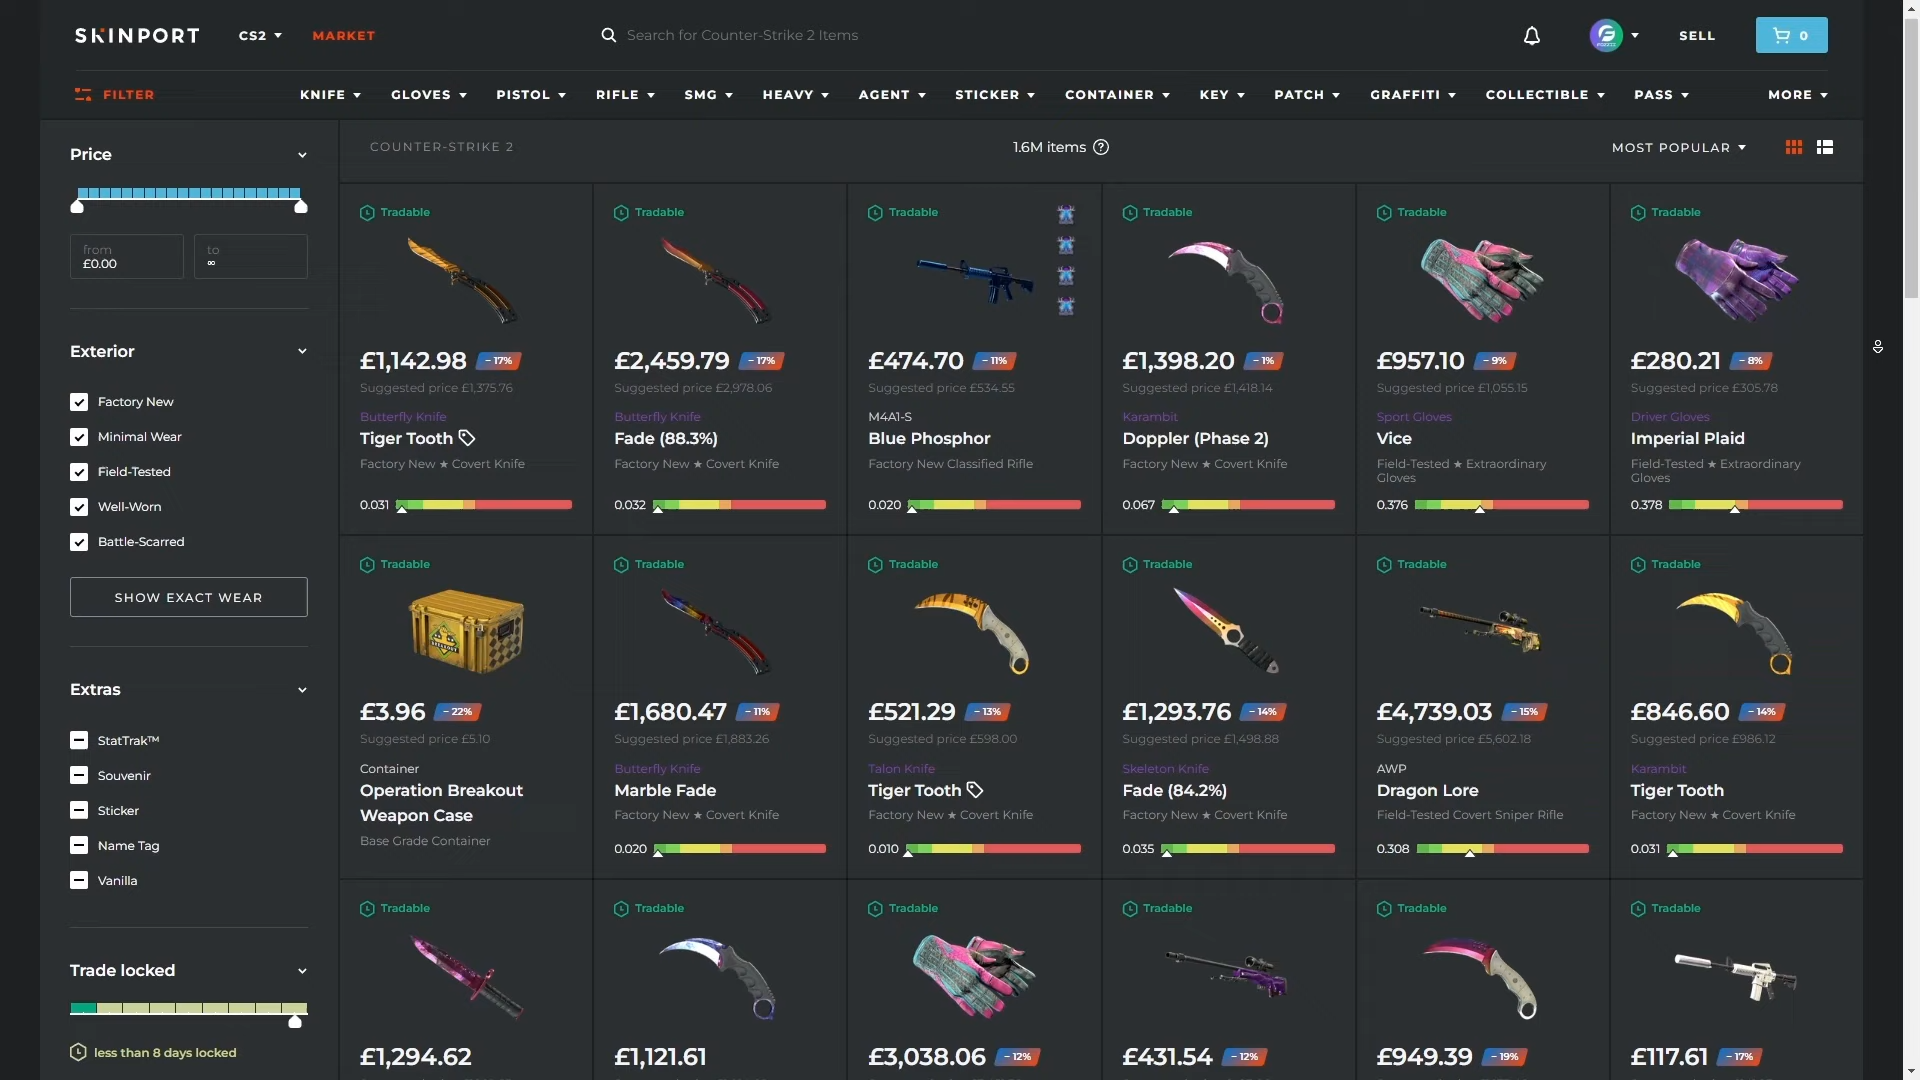 SKINPORT
CS2
MARKET
Search for Counter-Strike 2 Items
SELL
0
FILTER
KNIFE
GLOVES
PISTOL
RIFLE
SMG
HEAVY
AGENT
STICKER
CONTAINER
KEY
PATCH
GRAFFITI
COLLECTIBLE
PASS
MORE
Price
from
£0.00
to
∞
Exterior
Factory New
Minimal Wear
Field-Tested
Well-Worn
Battle-Scarred
SHOW EXACT WEAR
Extras
StatTrak™
Souvenir
Sticker
Name Tag
Vanilla
Trade locked
less than 8 days locked
COUNTER-STRIKE 2
1.6M items
MOST POPULAR
Tradable
£1,142.98 - 17%
Suggested price £1,375.76
Butterfly Knife
Tiger Tooth
Factory New ★ Covert Knife
0.031
Tradable
£2,459.79 - 17%
Suggested price £2,978.06
Butterfly Knife
Fade (88.3%)
Factory New ★ Covert Knife
0.032
Tradable
£474.70 - 11%
Suggested price £534.55
M4A1-S
Blue Phosphor
Factory New Classified Rifle
0.020
Tradable
£1,398.20 - 1%
Suggested price £1,418.14
Karambit
Doppler (Phase 2)
Factory New ★ Covert Knife
0.067
Tradable
£957.10 - 9%
Suggested price £1,055.15
Sport Gloves
Vice
Field-Tested ★ Extraordinary
Gloves
0.376
Tradable
£280.21 - 8%
Suggested price £305.78
Driver Gloves
Imperial Plaid
Field-Tested ★ Extraordinary
Gloves
0.378
Tradable
£3.96 - 22%
Suggested price £5.10
Container
Operation Breakout
Weapon Case
Base Grade Container
Tradable
£1,680.47 - 11%
Suggested price £1,883.26
Butterfly Knife
Marble Fade
Factory New ★ Covert Knife
0.020
Tradable
£521.29 - 13%
Suggested price £598.00
Talon Knife
Tiger Tooth
Factory New ★ Covert Knife
0.010
Tradable
£1,293.76 - 14%
Suggested price £1,498.88
Skeleton Knife
Fade (84.2%)
Factory New ★ Covert Knife
0.035
Tradable
£4,739.03 - 15%
Suggested price £5,602.18
AWP
Dragon Lore
Field-Tested Covert Sniper Rifle
0.308
Tradable
£846.60 - 14%
Suggested price £986.12
Karambit
Tiger Tooth
Factory New ★ Covert Knife
0.031
Tradable
£1,294.62
Tradable
£1,121.61
Tradable
£3,038.06 - 12%
Tradable
£431.54 - 12%
Tradable
£949.39 - 19%
Tradable
£117.61 - 17%